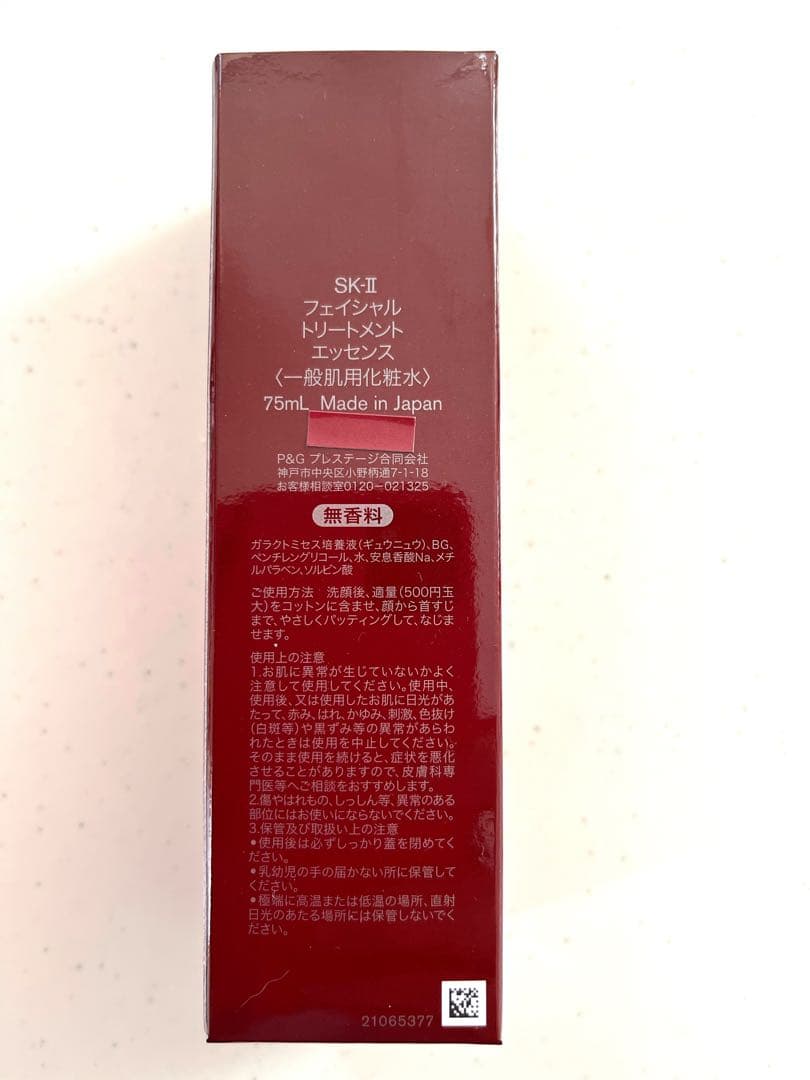 SK-Ⅱ
フェイシャル
トリートメント
エッセンス
〈一般肌用化粧水〉
75mL Made in Japan
P&G プレステージ合同会社
神戸市中央区小野柄通7-1-18
お客様相談室0120-021325
無香料
ガラクトミセス培養液(ギュウニュウ)、BG、
ペンチレングリコール、水、安息香酸Na、メチ
ルパラベン、ソルビン酸
ご使用方法 洗顔後、適量(500円玉
大)をコットンに含ませ、顔から首すじ
まで、やさしくパッティングして、なじま
せます。
使用上の注意
1.お肌に異常が生じていないかよく
注意して使用してください。使用中、
使用後、又は使用したお肌に日光があ
たって、赤み、はれ、かゆみ、刺激、色抜け
(白斑等)や黒ずみ等の異常があらわ
れたときは使用を中止してください。
そのまま使用を続けると、症状を悪化
させることがありますので、皮膚科専
門医等へご相談をおすすめします。
2.傷やはれもの、しっしん等、異常のある
部位にはお使いにならないでください。
3.保管及び取扱い上の注意
●使用後は必ずしっかり蓋を閉めてく
ださい。
●乳幼児の手の届かない所に保管して
ください。
●極端に高温または低温の場所、直射
日光のあたる場所には保管しないでく
ださい。
21065377